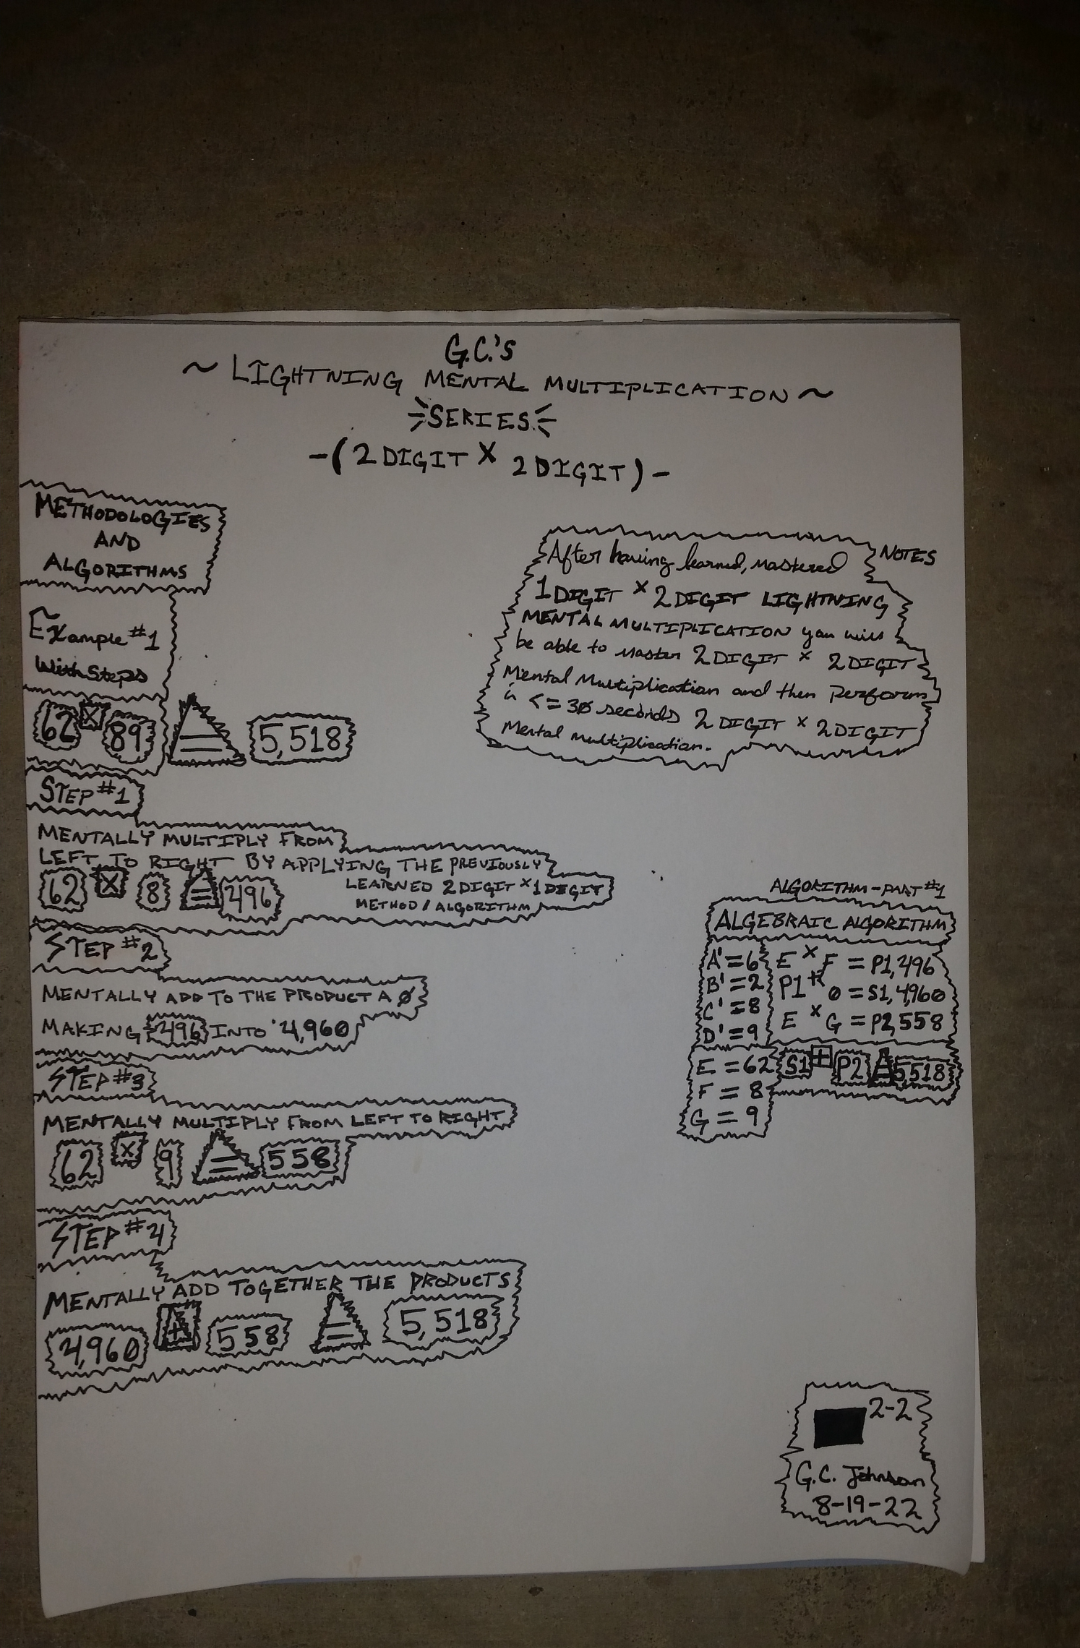 G.C.'s
~ LIGHTNING MENTAL MULTIPLICATION ~
SERIES
-(2 DIGIT X 2 DIGIT)-
METHODOLOGIES
AND
ALGORITHMS
Example #1
With Steps
62 X 89 = 5,518
NOTES
After having learned, mastered
1 DIGIT X 2 DIGIT LIGHTNING
MENTAL MULTIPLICATION you will
be able to master 2 DIGIT X 2 DIGIT
Mental Multiplication and then perform
in <= 30 seconds 2 DIGIT X 2 DIGIT
Mental multiplication.
STEP #1
MENTALLY MULTIPLY FROM
LEFT TO RIGHT BY APPLYING THE PREVIOUSLY
LEARNED 2 DIGIT X 1 DEGIT
METHOD / ALGORITHM
62 X 8 = 496
STEP #2
MENTALLY ADD TO THE PRODUCT A Ø
MAKING 496 INTO 4,960
STEP #3
MENTALLY MULTIPLY FROM LEFT TO RIGHT
62 X 9 = 558
STEP #4
MENTALLY ADD TOGETHER THE PRODUCTS
4,960 + 558 = 5,518
ALGORITHM - PART #1
ALGEBRAIC ALGORITHM
A' = 6
B' = 2
C' = 8
D' = 9
E = 62
F = 8
G = 9
E X F = P1, 496
P1 + 0 = S1, 4960
E X G = P2, 558
S1 + P2 = 5518
2-2
G.C. Johnson
8-19-22